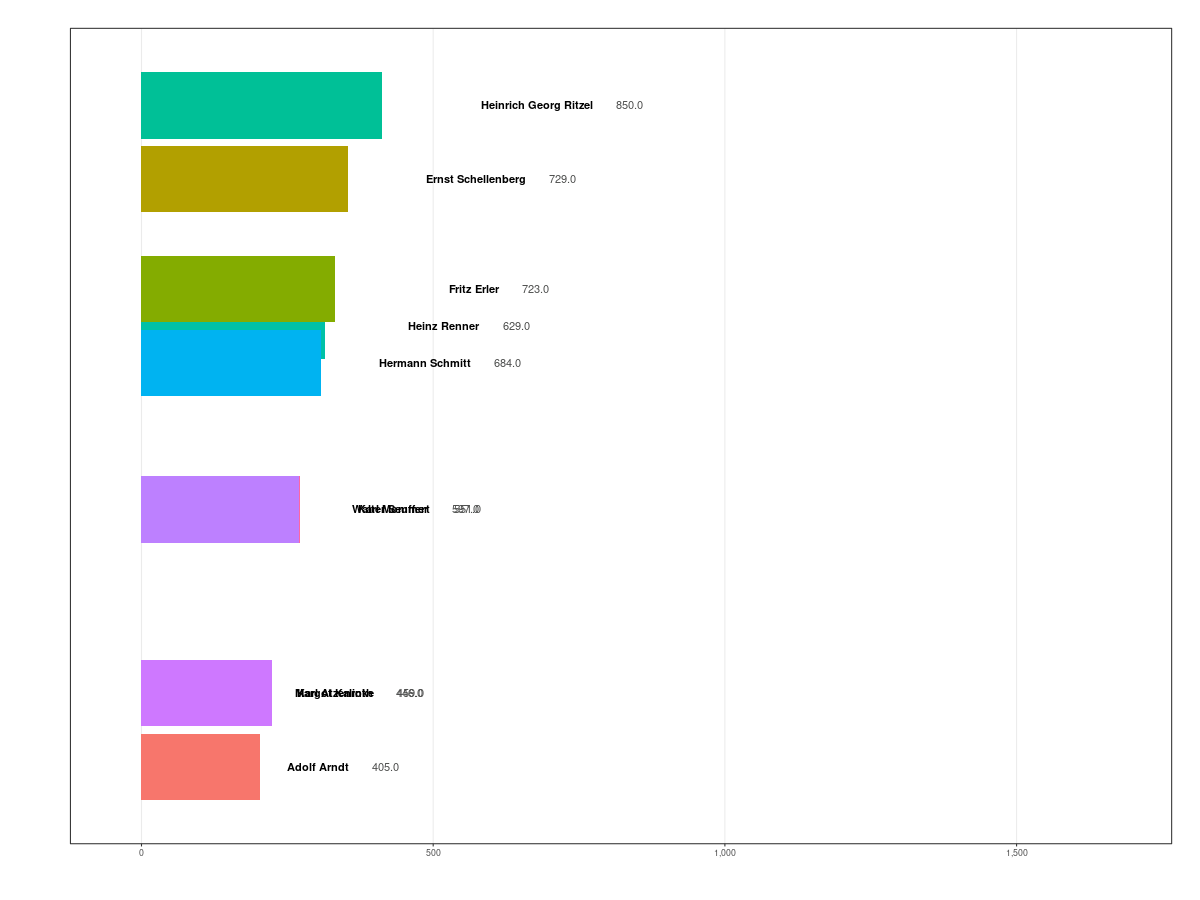 Heinrich Georg Ritzel 850.0
Ernst Schellenberg 729.0
Fritz Erler 723.0
Heinz Renner 629.0
Hermann Schmitt 684.0
Adolf Arndt 405.0
0 500 1,000 1,500